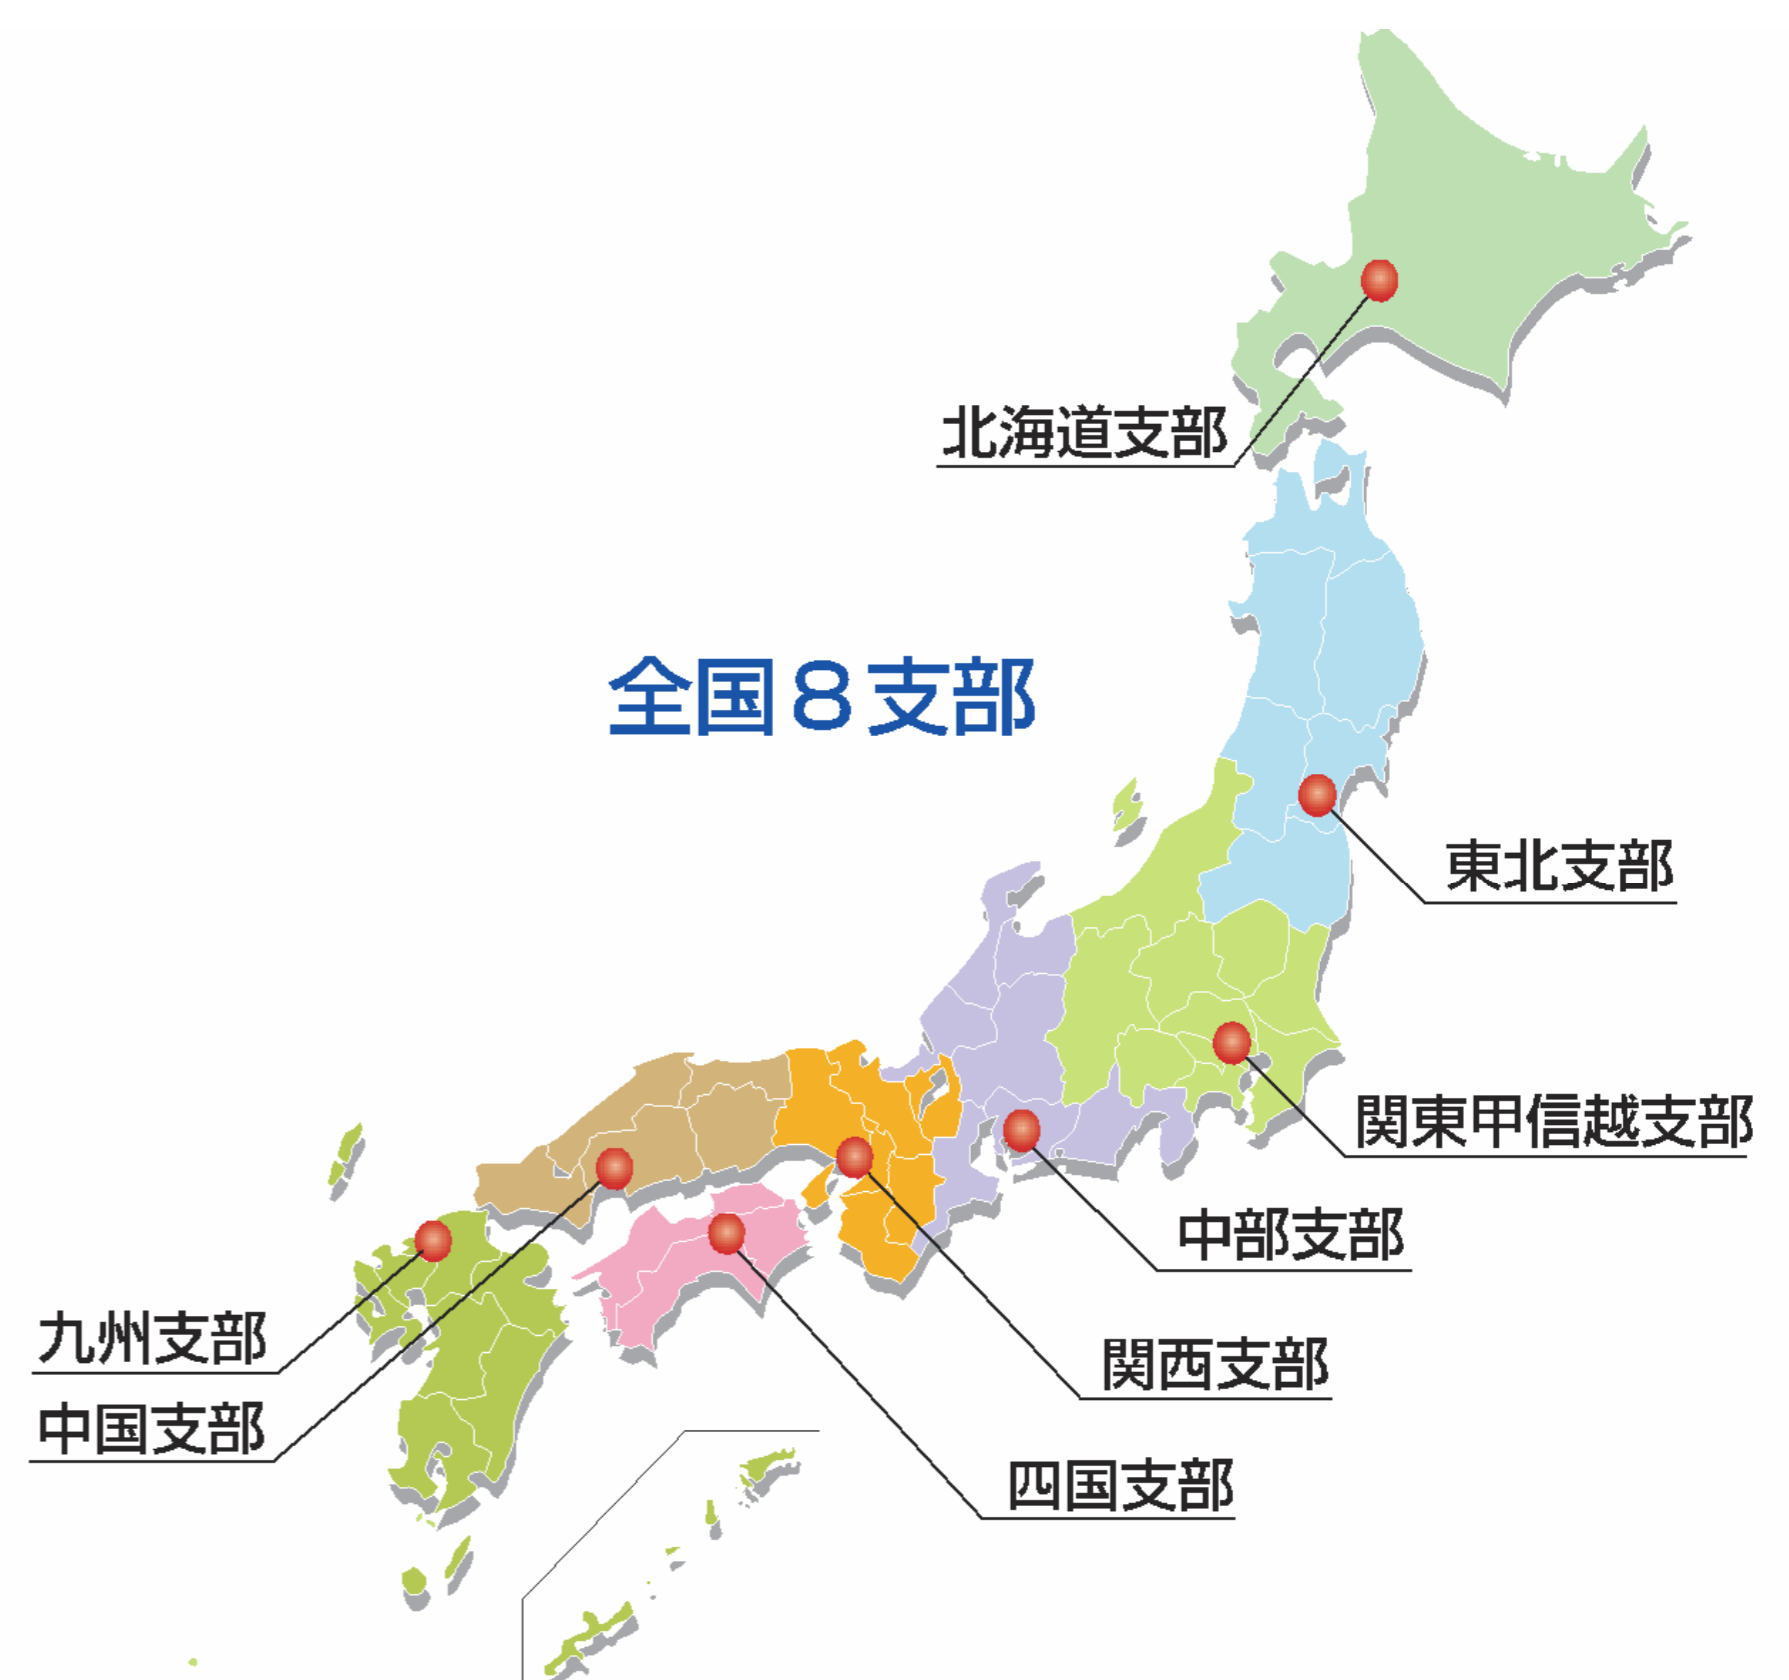 北海道支部
全国8支部
東北支部
関東甲信越支部
中部支部
九州支部
関西支部
中国支部
四国支部